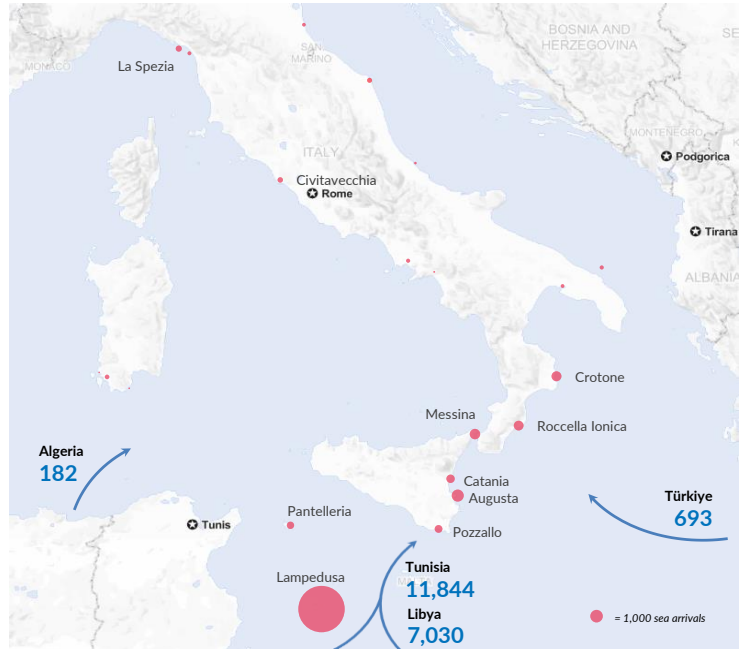 BOSNIA AND
HERZEGOVINA
SE
SAN
MARINO
MONACO
La Spezia
MONTENEGRO
K
ITALY
Podgorica
Civitavecchia
Rome
Tirana
ALBANIA
Crotone
Messina
Roccella Ionica
Algeria
182
Catania
Augusta
Türkiye
693
Pantelleria
Tunis
Pozzallo
Lampedusa
Tunisia
MALTA
11,844
Libya
7,030
= 1,000 sea arrivals